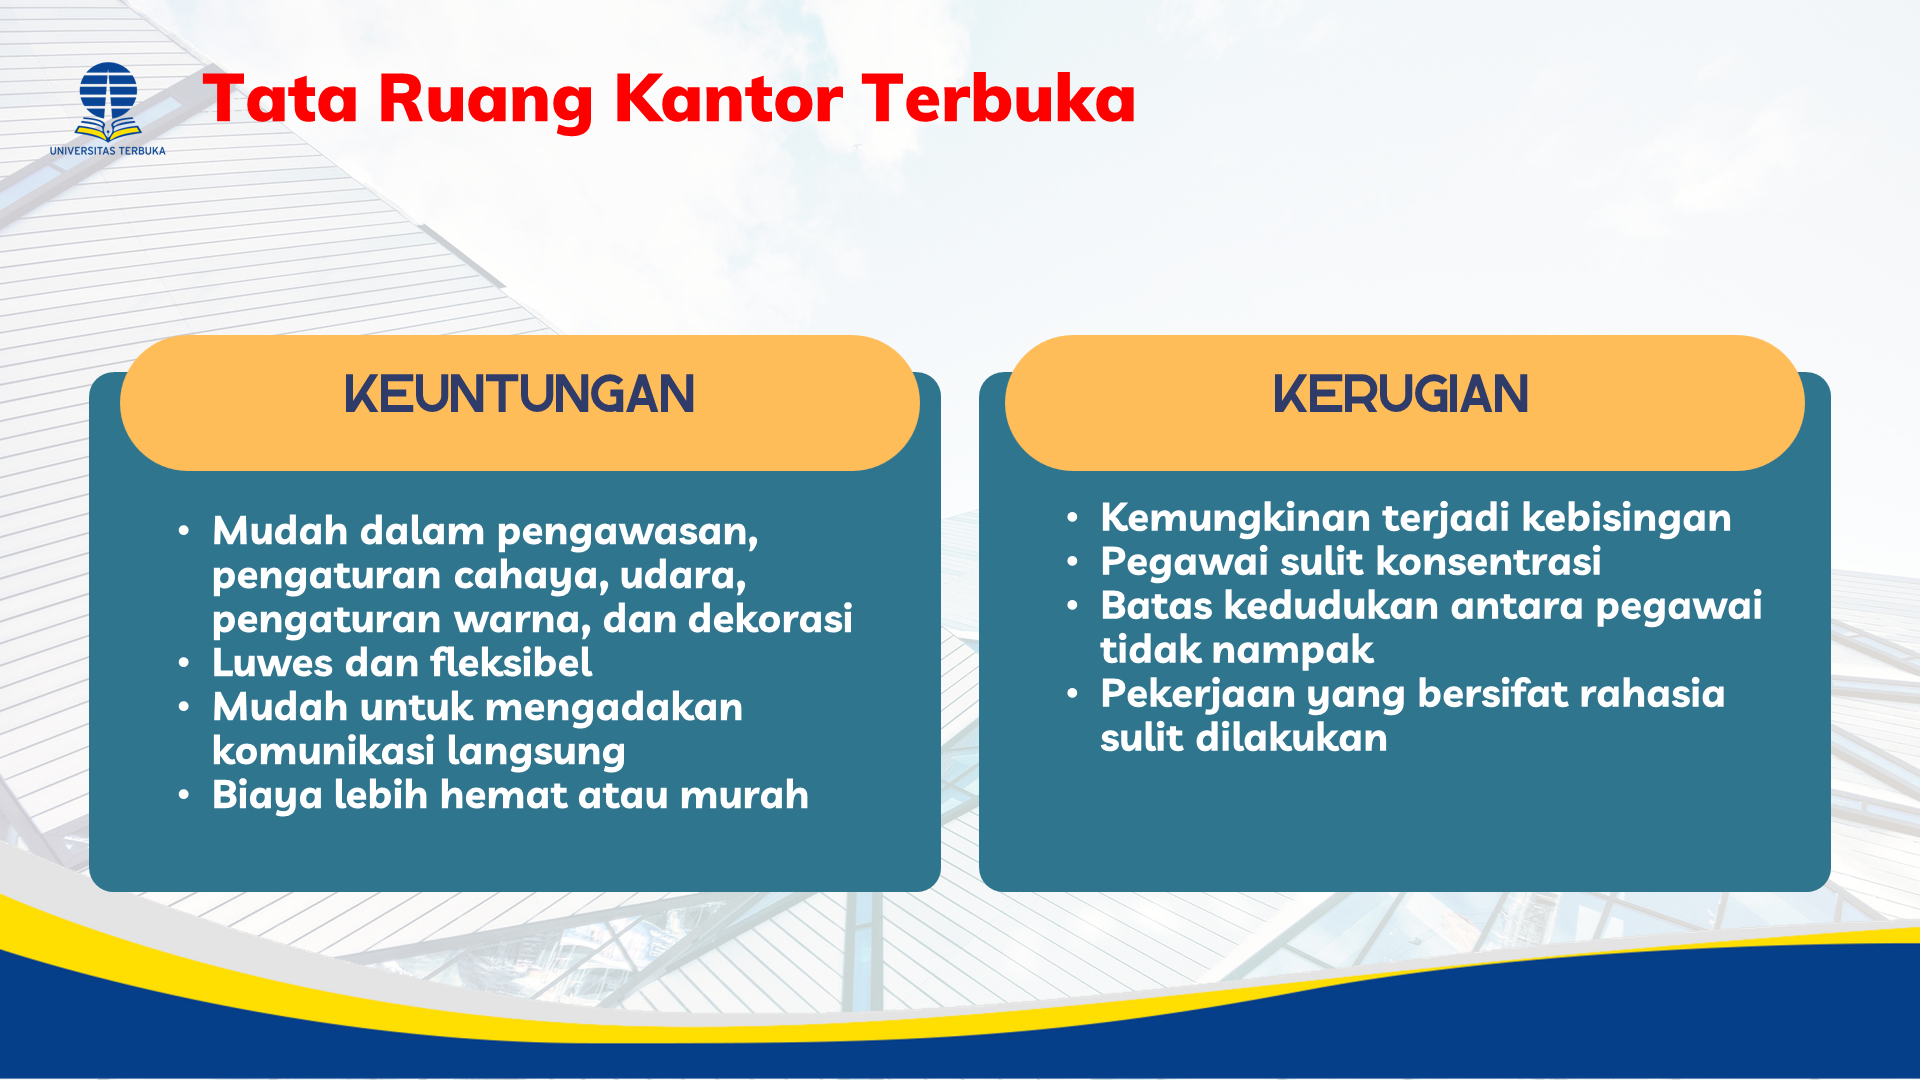 UNIVERSITAS TERBUKA
Tata Ruang Kantor Terbuka
KEUNTUNGAN
• Mudah dalam pengawasan,
pengaturan cahaya, udara,
pengaturan warna, dan dekorasi
• Luwes dan fleksibel
• Mudah untuk mengadakan
komunikasi langsung
• Biaya lebih hemat atau murah
KERUGIAN
• Kemungkinan terjadi kebisingan
• Pegawai sulit konsentrasi
• Batas kedudukan antara pegawai
tidak nampak
• Pekerjaan yang bersifat rahasia
sulit dilakukan